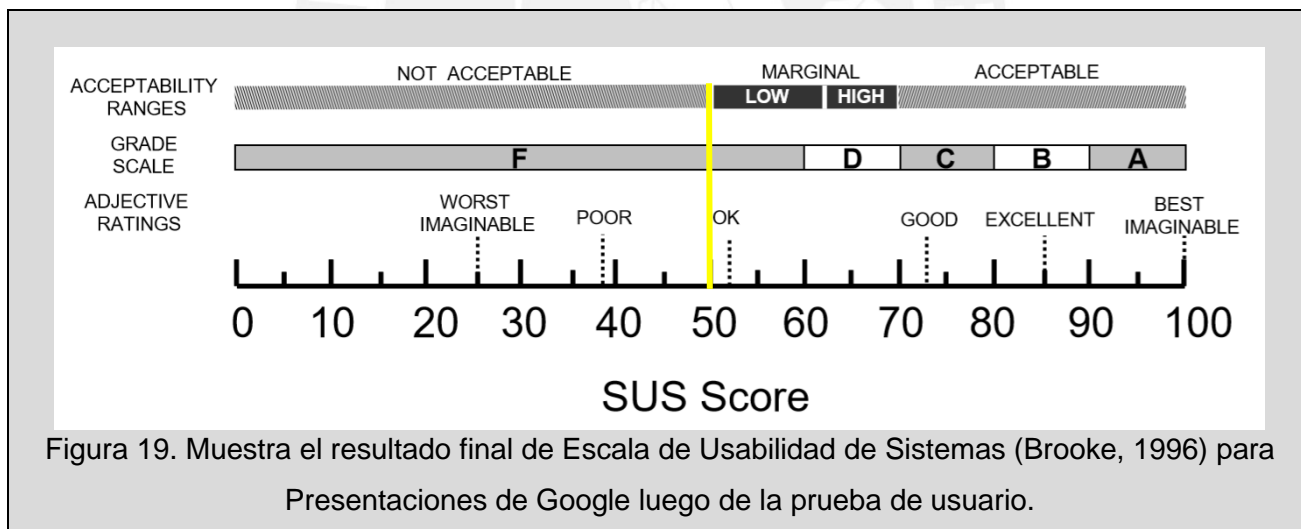 NOT ACCEPTABLE MARGINAL ACCEPTABLE
ACCEPTABILITY
RANGES
LOW HIGH
GRADE
SCALE
F D C B A
ADJECTIVE
RATINGS
WORST
IMAGINABLE
POOR
OK
GOOD
EXCELLENT
BEST
IMAGINABLE
0 10 20 30 40 50 60 70 80 90 100
SUS Score
Figura 19. Muestra el resultado final de Escala de Usabilidad de Sistemas (Brooke, 1996) para
Presentaciones de Google luego de la prueba de usuario.